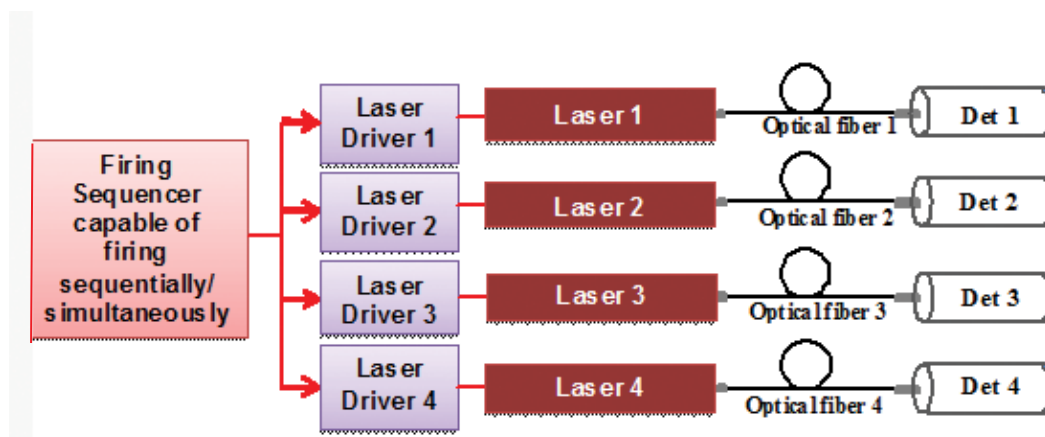 Firing
Sequencer
capable of
firing
sequentially/
simultaneously
Laser
Driver 1
Laser 1
Optical fiber 1
Det 1
Laser
Driver 2
Laser 2
Optical fiber 2
Det 2
Laser
Driver 3
Laser 3
Optical fiber 3
Det 3
Laser
Driver 4
Laser 4
Optical fiber 4
Det 4